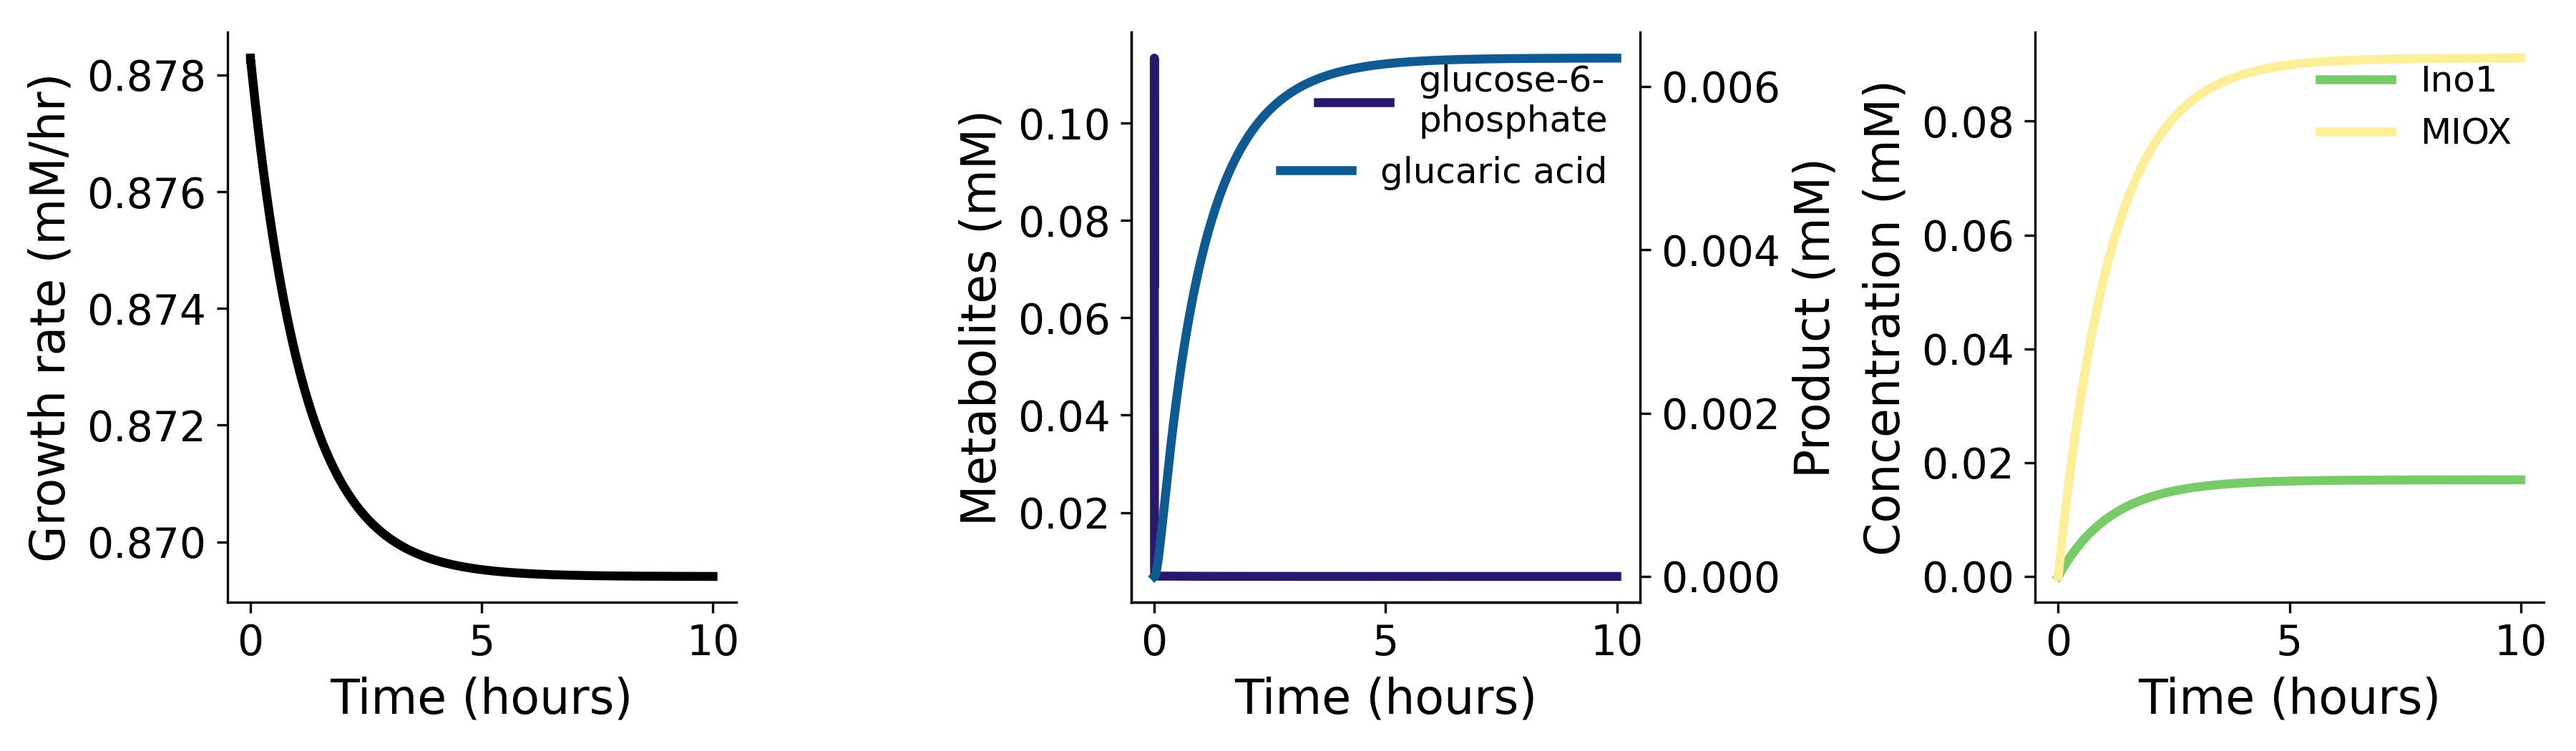 Growth rate (mM/hr)
0.878
0.876
0.874
0.872
0.870
0
5
10
Time (hours)
Metabolites (mM)
0.10
0.08
0.06
0.04
0.02
0
5
10
Time (hours)
glucose-6-
phosphate
glucaric acid
0.006
0.004
0.002
0.000
Product (mM)
Concentration (mM)
0.08
0.06
0.04
0.02
0.00
0
5
10
Time (hours)
Ino1
MIOX